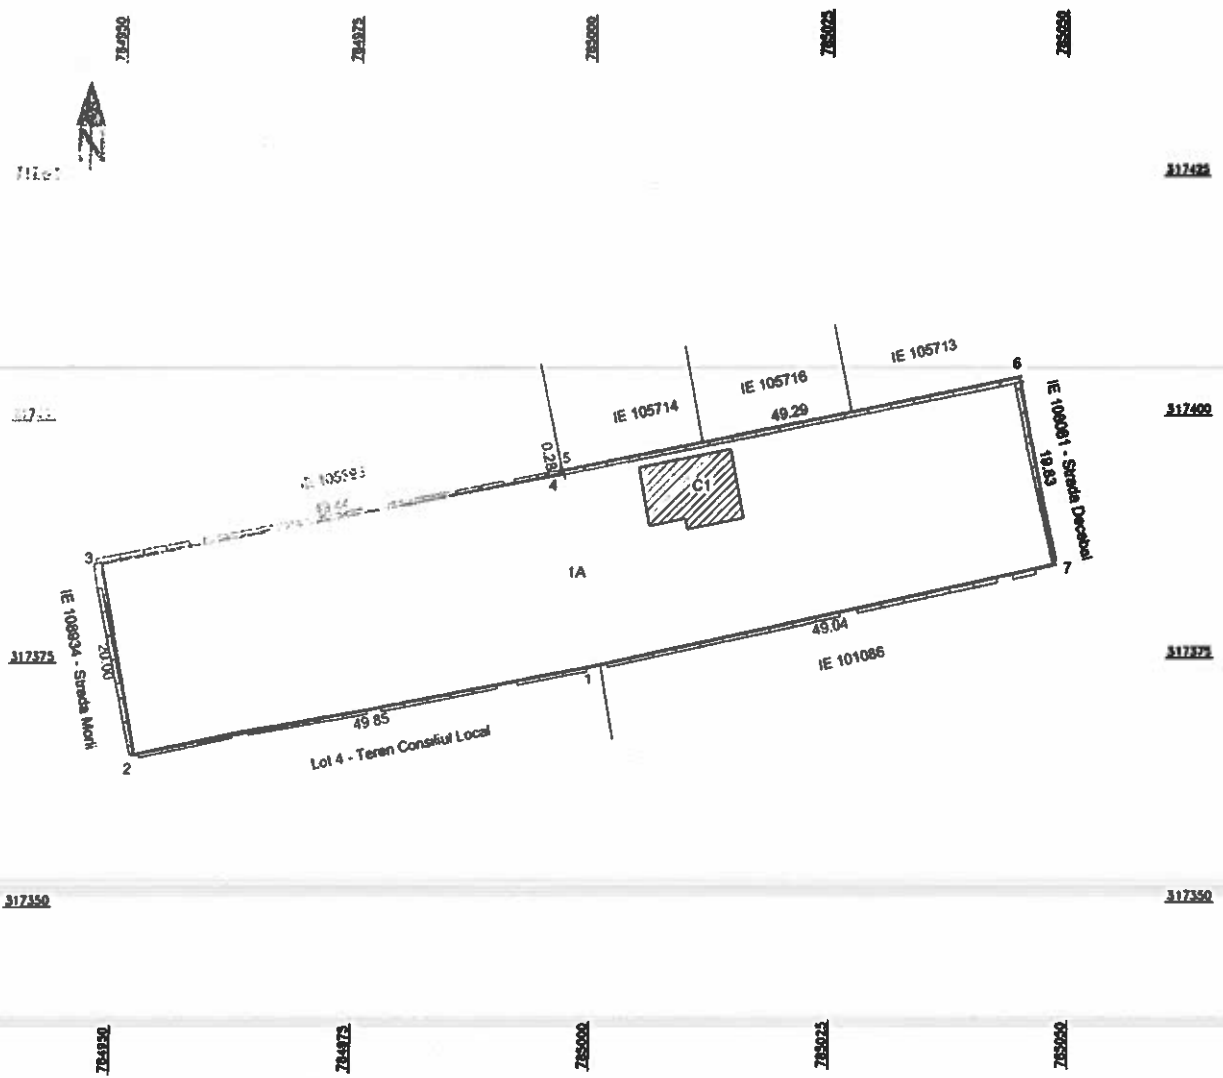 784950
784975
785000
785025
785050
N
317425
IE 105713
6
IE 105716
IE 105714
49.29
317400
IE 108081 - Strada Decebal
19.83
0.28
5
4
C1
3
1A
7
IE 108934 - Strada Morii
20.00
317375
317375
49.04
IE 101086
1
49.85
Lot 4 - Teren Consiliul Local
2
317350
317350
784950
784975
785000
785025
785050